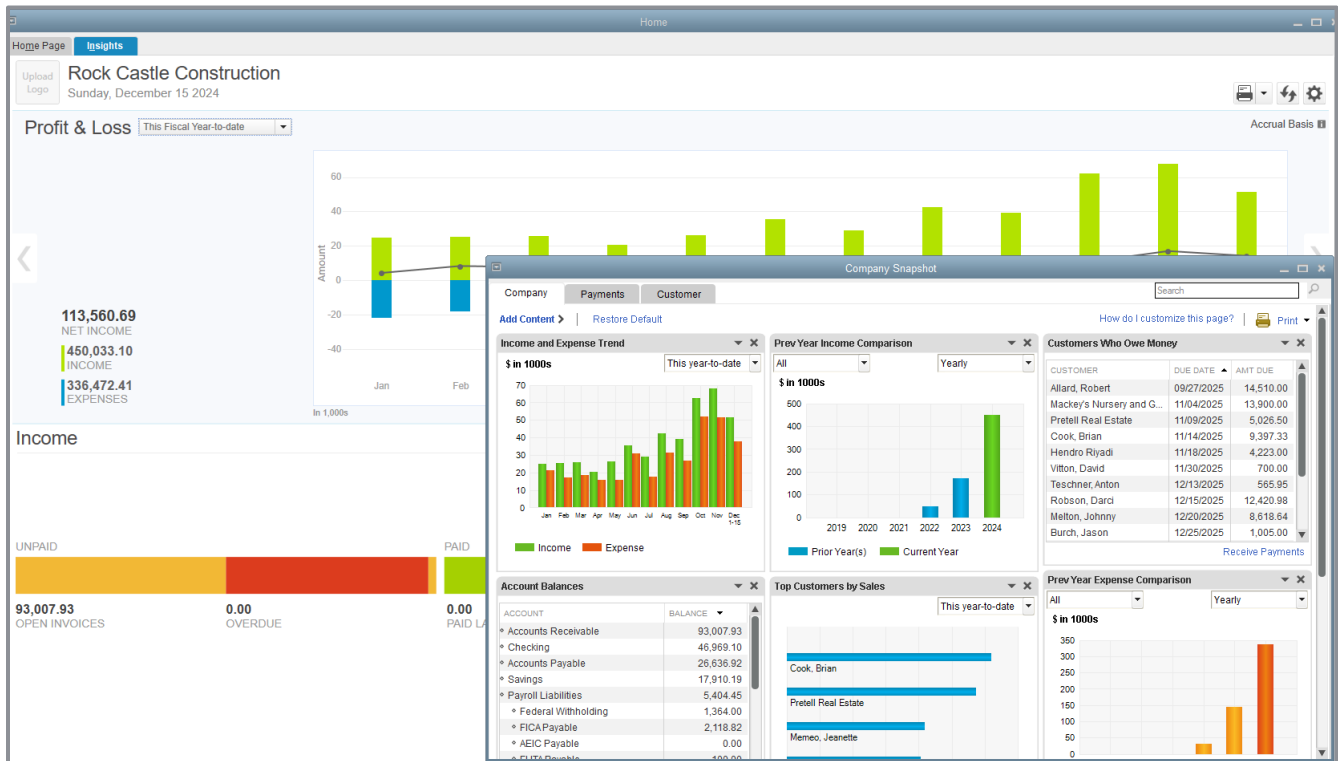 Home
Home Page Insights
Upload Logo
Rock Castle Construction
Sunday, December 15 2024
Profit & Loss This Fiscal Year-to-date
Accrual Basis
60
40
20
0
-20
-40
Amount
Jan Feb
In 1,000s
113,560.69
NET INCOME
450,033.10
INCOME
336,472.41
EXPENSES
Income
UNPAID PAID
93,007.93 0.00 0.00
OPEN INVOICES OVERDUE PAID LA
Company Snapshot
Company Payments Customer Search
Add Content Restore Default How do I customize this page? Print
Income and Expense Trend
$ in 1000s This year-to-date
70
60
50
40
30
20
10
0
Jan Feb Mar Apr May Jun Jul Aug Sep Oct Nov Dec
1-15
Income Expense
Prev Year Income Comparison
All Yearly
$ in 1000s
500
400
300
200
100
0
2019 2020 2021 2022 2023 2024
Prior Year(s) Current Year
Customers Who Owe Money
CUSTOMER DUE DATE AMT DUE
Allard, Robert 09/27/2025 14,510.00
Mackey's Nursery and G... 11/04/2025 13,900.00
Pretell Real Estate 11/09/2025 5,026.50
Cook, Brian 11/14/2025 9,397.33
Hendro Riyadi 11/18/2025 4,223.00
Vitton, David 11/30/2025 700.00
Teschner, Anton 12/13/2025 565.95
Robson, Darci 12/15/2025 12,420.98
Melton, Johnny 12/20/2025 8,618.64
Burch, Jason 12/25/2025 1,005.00
Receive Payments
Account Balances
ACCOUNT BALANCE
Accounts Receivable 93,007.93
Checking 46,969.10
Accounts Payable 26,636.92
Savings 17,910.19
Payroll Liabilities 5,404.45
Federal Withholding 1,364.00
FICA Payable 2,118.82
AEIC Payable 0.00
FUTA Payable 100.00
Top Customers by Sales
This year-to-date
Cook, Brian
Pretell Real Estate
Memeo, Jeanette
Prev Year Expense Comparison
All Yearly
$ in 1000s
350
300
250
200
150
100
50
0